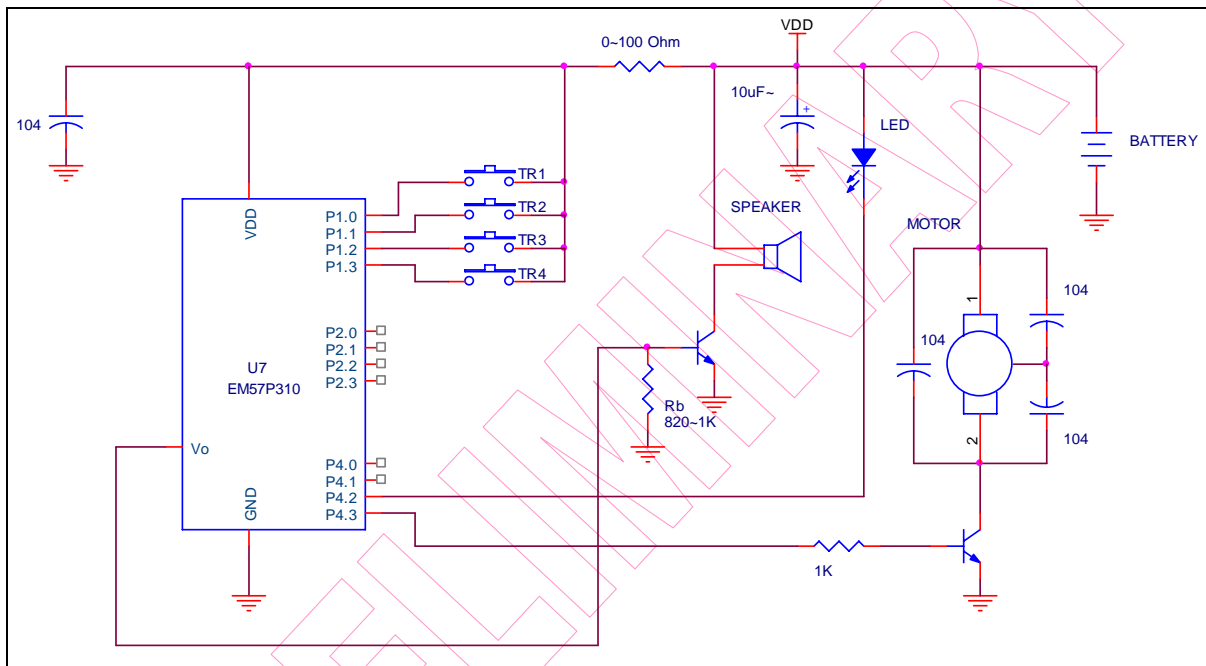 VDD
0~100 Ohm
10uF~
104
LED
BATTERY
TR1
TR2
TR3
TR4
SPEAKER
MOTOR
VDD
P1.0
P1.1
P1.2
P1.3
P2.0
P2.1
P2.2
P2.3
U7
EM57P310
Vo
GND
P4.0
P4.1
P4.2
P4.3
Rb
820~1K
1K
1
2
104
104
104
+